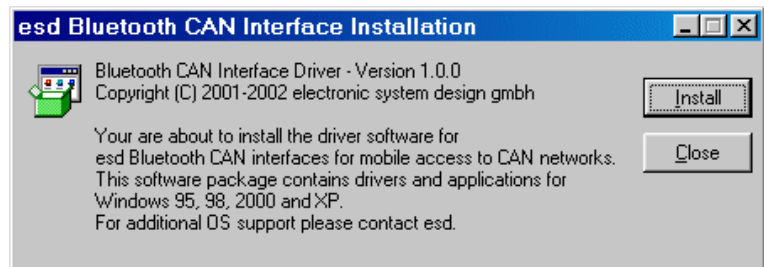 esd Bluetooth CAN Interface Installation
Bluetooth CAN Interface Driver - Version 1.0.0
Copyright (C) 2001-2002 electronic system design gmbh
Install
Your are about to install the driver software for
esd Bluetooth CAN interfaces for mobile access to CAN networks.
Close
This software package contains drivers and applications for
Windows 95, 98, 2000 and XP.
For additional OS support please contact esd.